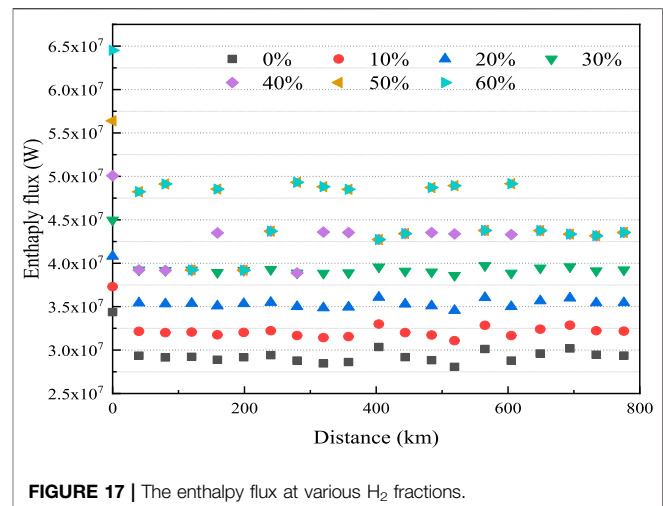 0% 10% 20% 30%
40% 50% 60%
6.5x10⁷
6.0x10⁷
5.5x10⁷
5.0x10⁷
4.5x10⁷
4.0x10⁷
3.5x10⁷
3.0x10⁷
2.5x10⁷
Enthaply flux (W)
0 200 400 600 800
Distance (km)
FIGURE 17 | The enthalpy flux at various H₂ fractions.